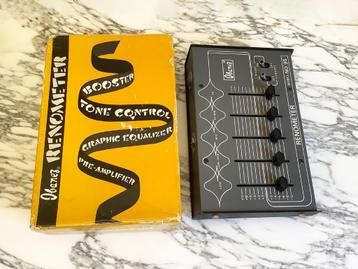 Ibanez
RENOMETER
BOOSTER
TONE CONTROL
GRAPHIC EQUALIZER
PRE-AMPLIFIER
Ibanez
RENOMETER